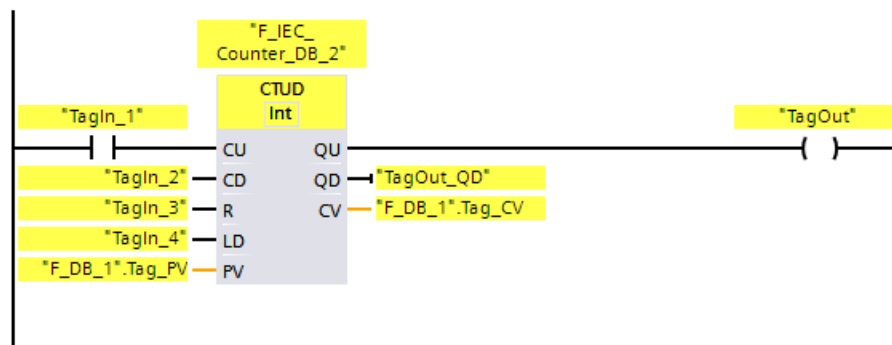 "F_IEC_
Counter_DB_2"
CTUD
Int
"TagIn_1"
"TagOut"
CU QU
"TagIn_2" CD QD "TagOut_QD"
"TagIn_3" R CV "F_DB_1".Tag_CV
"TagIn_4" LD
"F_DB_1".Tag_PV PV